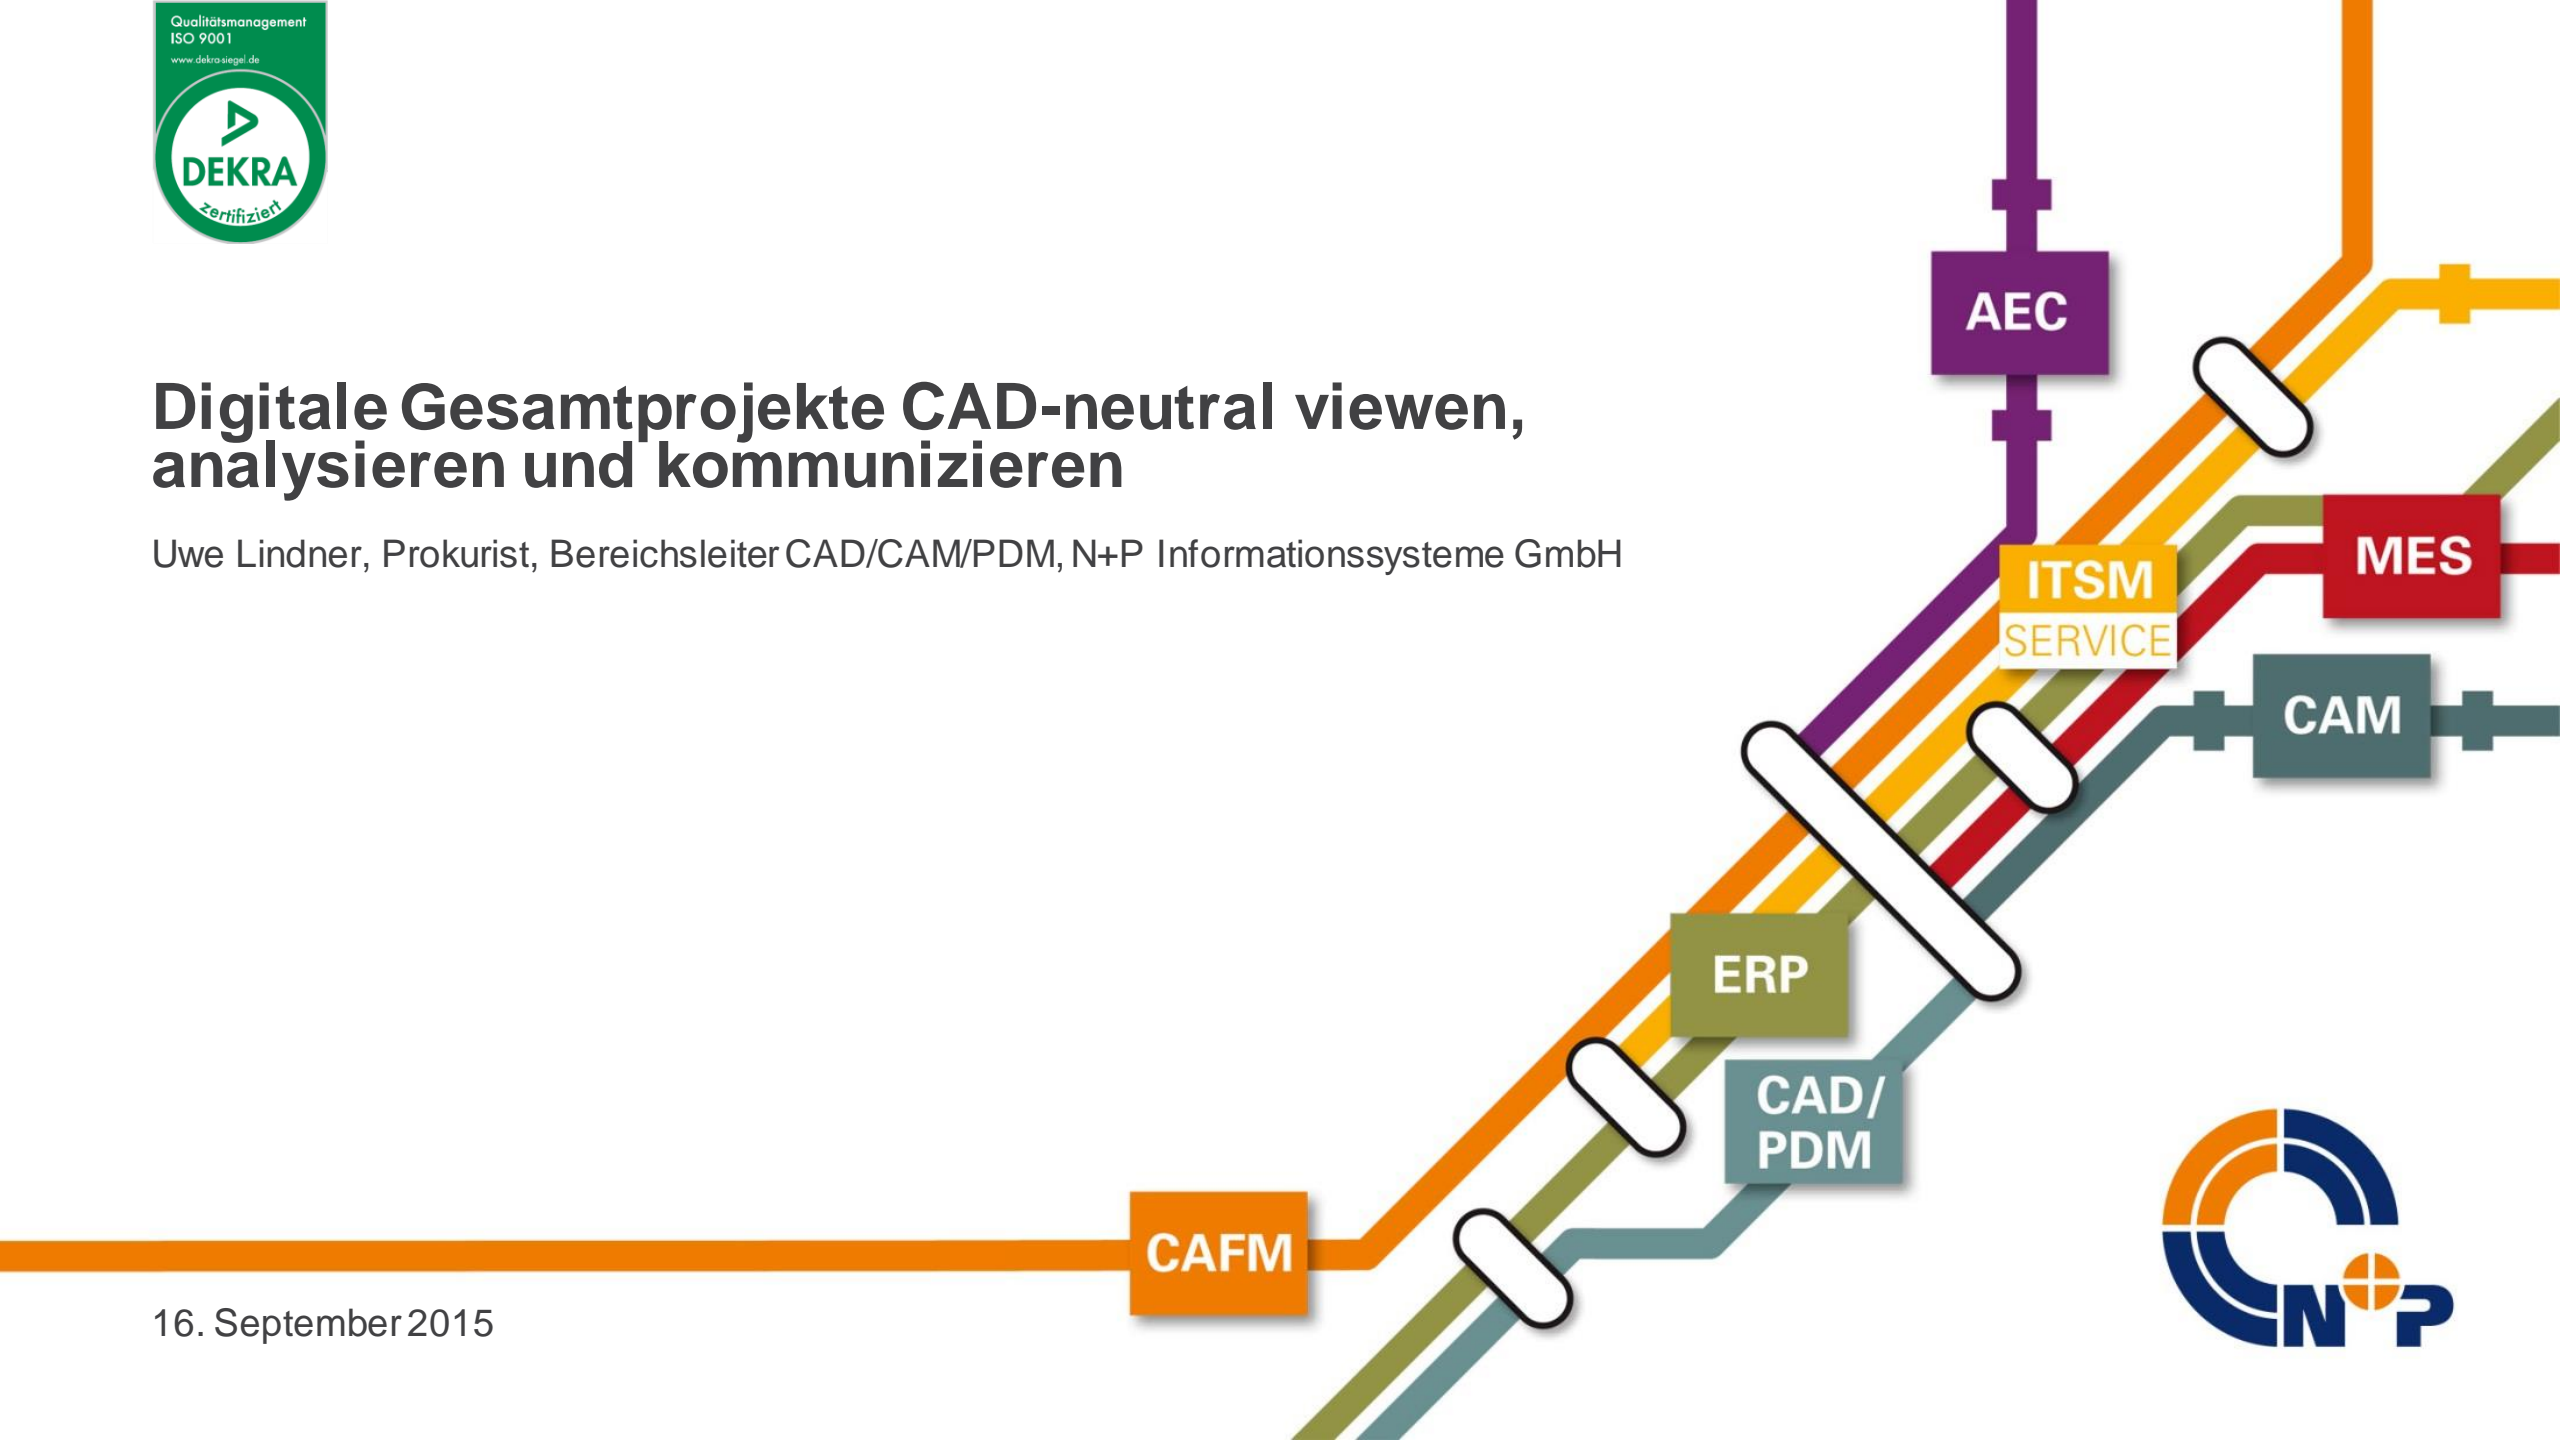 Qualitätsmanagement
ISO 9001
www.dekra-siegel.de
DEKRA
zertifiziert
Digitale Gesamtprojekte CAD-neutral viewen,
analysieren und kommunizieren
Uwe Lindner, Prokurist, Bereichsleiter CAD/CAM/PDM, N+P Informationssysteme GmbH
AEC
MES
ITSM
SERVICE
CAM
ERP
CAD/
PDM
CAFM
16. September 2015
N+P